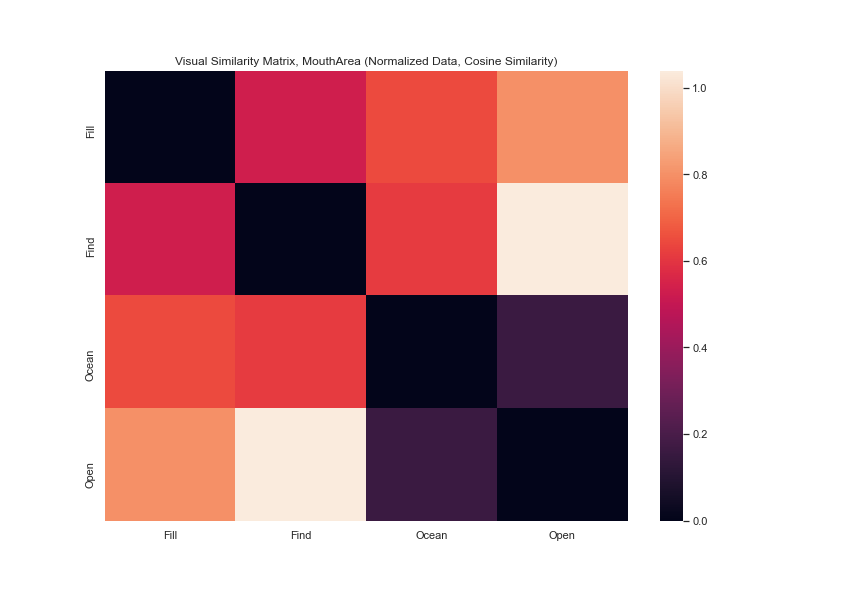 Visual Similarity Matrix, MouthArea (Normalized Data, Cosine Similarity)
Fill
Find
Ocean
Open
Fill Find Ocean Open
1.0
0.8
0.6
0.4
0.2
0.0